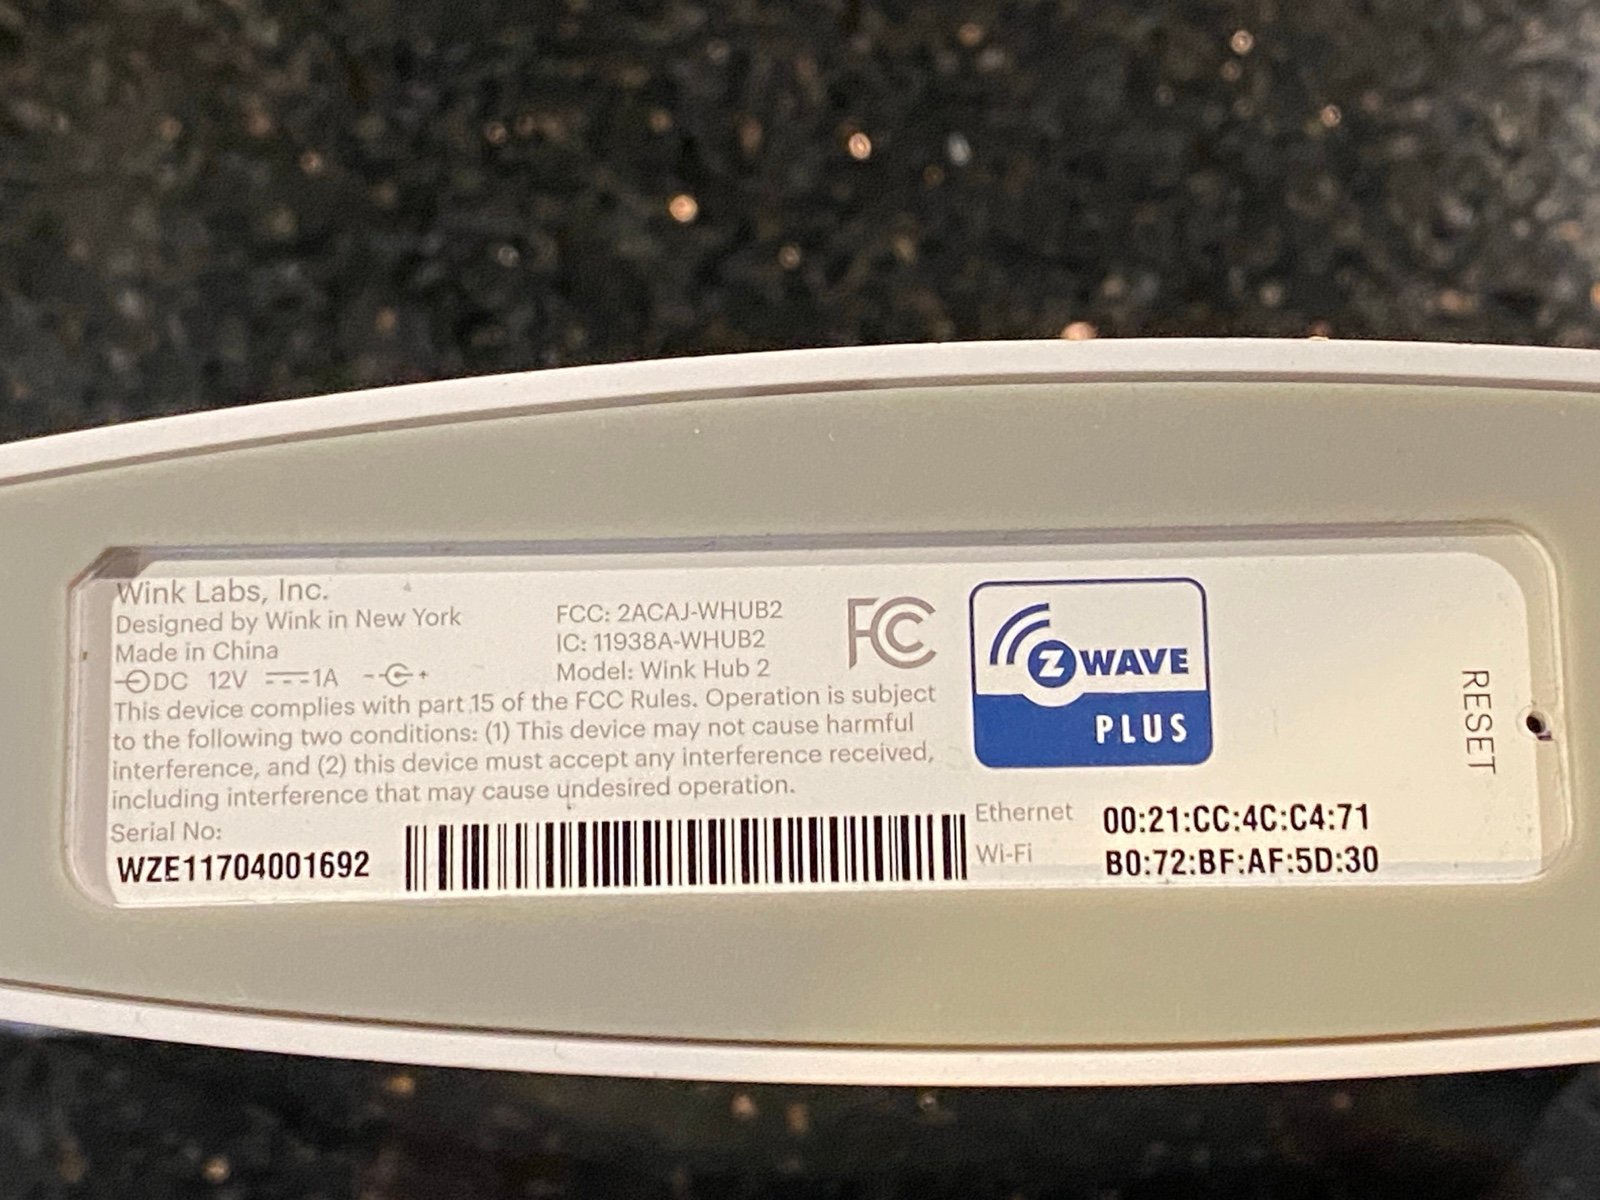 Wink Labs, Inc.
Designed by Wink in New York
Made in China
DC 12V 1A - +
FCC: 2ACAJ-WHUB2
IC: 11938A-WHUB2
Model: Wink Hub 2
FC
This device complies with part 15 of the FCC Rules. Operation is subject
to the following two conditions: (1) This device may not cause harmful
interference, and (2) this device must accept any interference received,
including interference that may cause undesired operation.
Serial No:
WZE11704001692
Z WAVE
PLUS
Ethernet 00:21:CC:4C:C4:71
Wi-Fi B0:72:BF:AF:5D:30
RESET